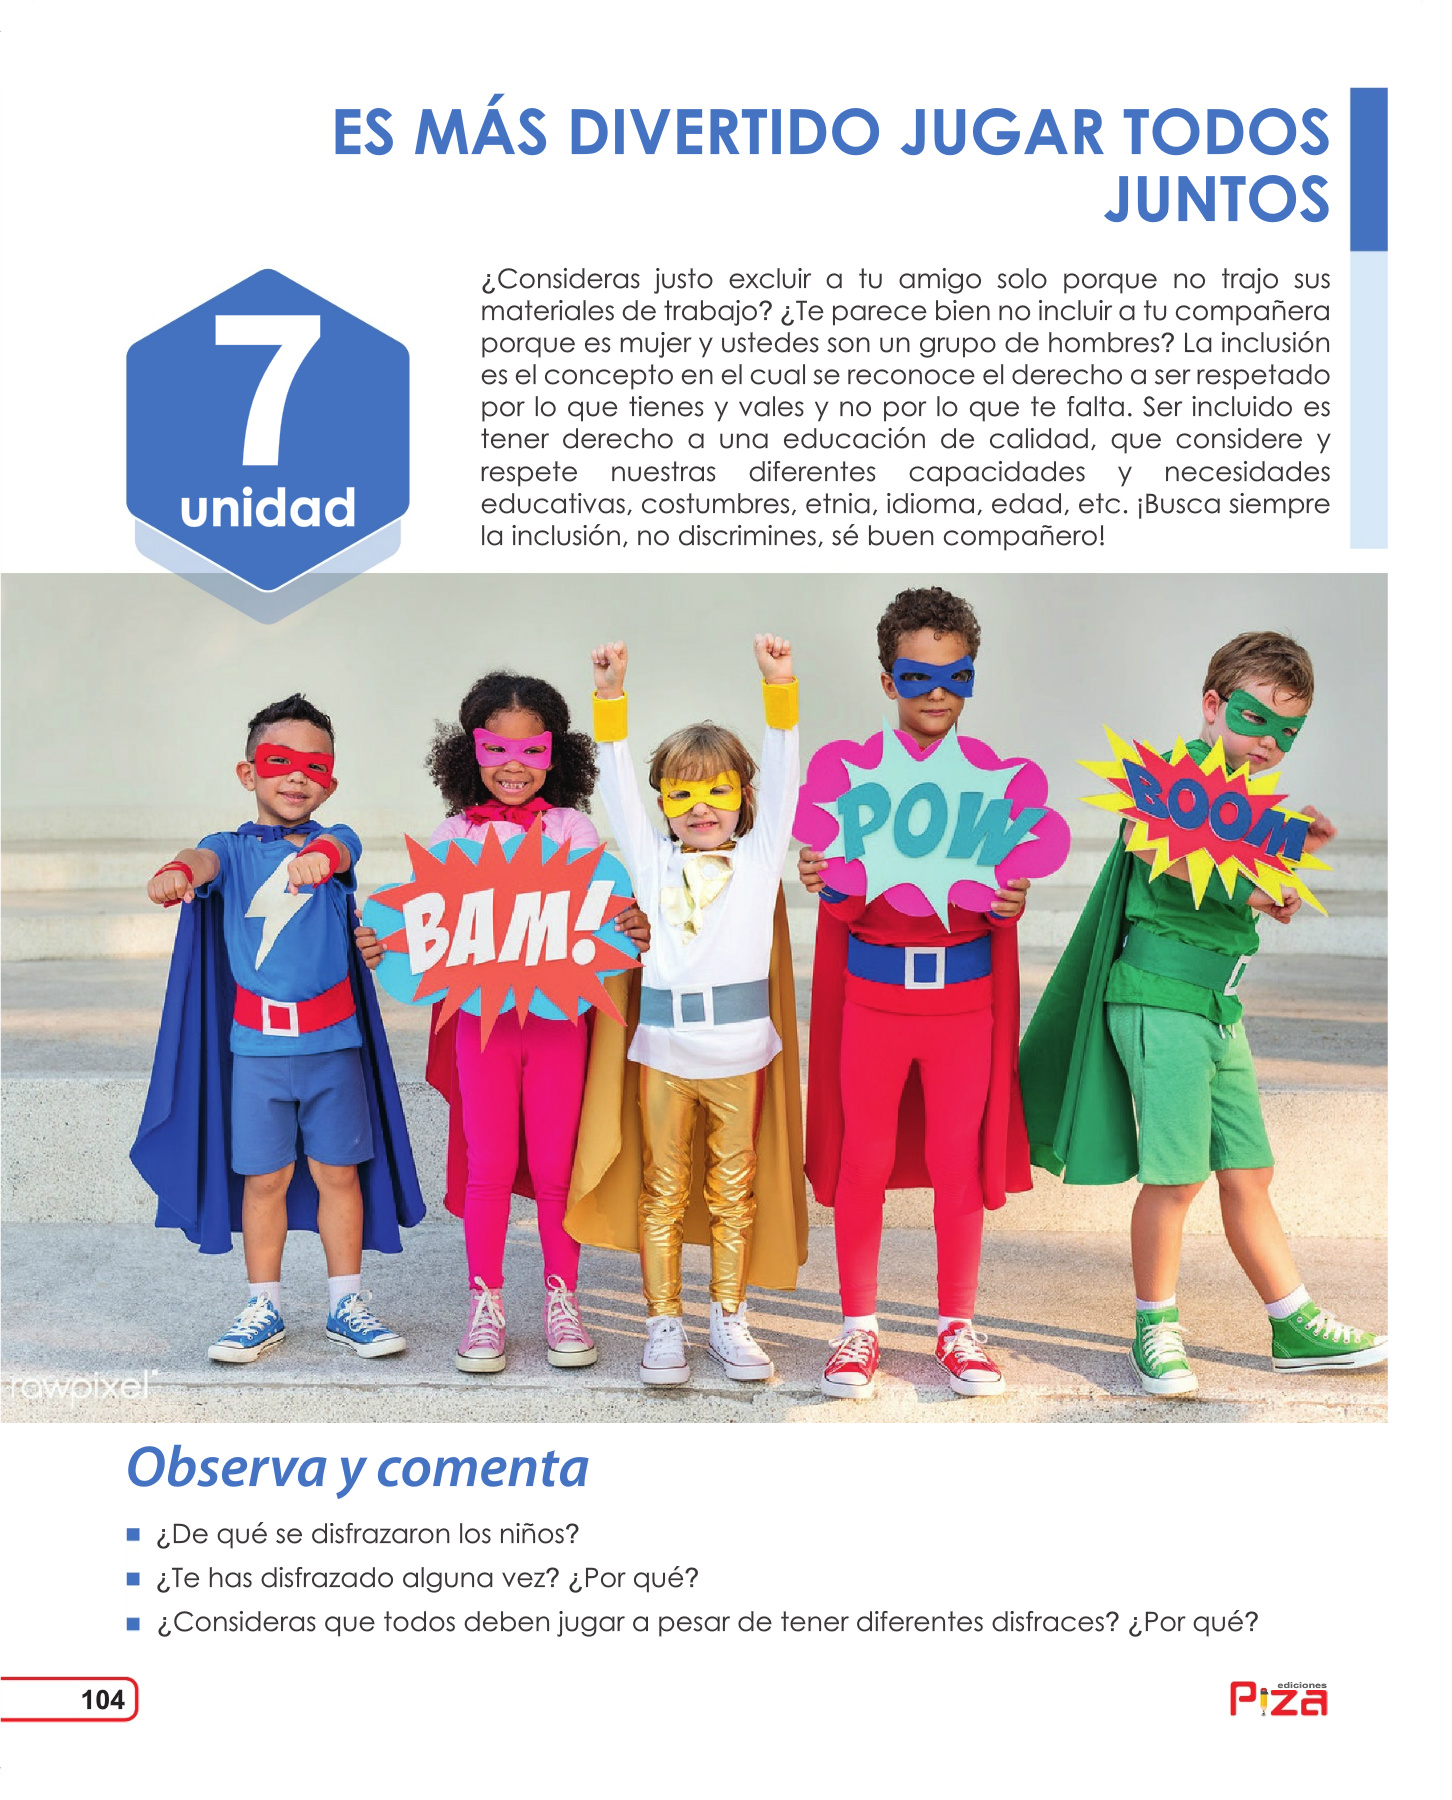 ES MÁS DIVERTIDO JUGAR TODOS
JUNTOS
7
unidad
¿Consideras justo excluir a tu amigo solo porque no trajo sus
materiales de trabajo? ¿Te parece bien no incluir a tu compañera
porque es mujer y ustedes son un grupo de hombres? La inclusión
es el concepto en el cual se reconoce el derecho a ser respetado
por lo que tienes y vales y no por lo que te falta. Ser incluido es
tener derecho a una educación de calidad, que considere y
respete nuestras diferentes capacidades y necesidades
educativas, costumbres, etnia, idioma, edad, etc. ¡Busca siempre
la inclusión, no discrimines, sé buen compañero!
BAM!
POW
BOOM
rawpixel
Observa y comenta
¿De qué se disfrazaron los niños?
¿Te has disfrazado alguna vez? ¿Por qué?
¿Consideras que todos deben jugar a pesar de tener diferentes disfraces? ¿Por qué?
104
ediciones
Piza